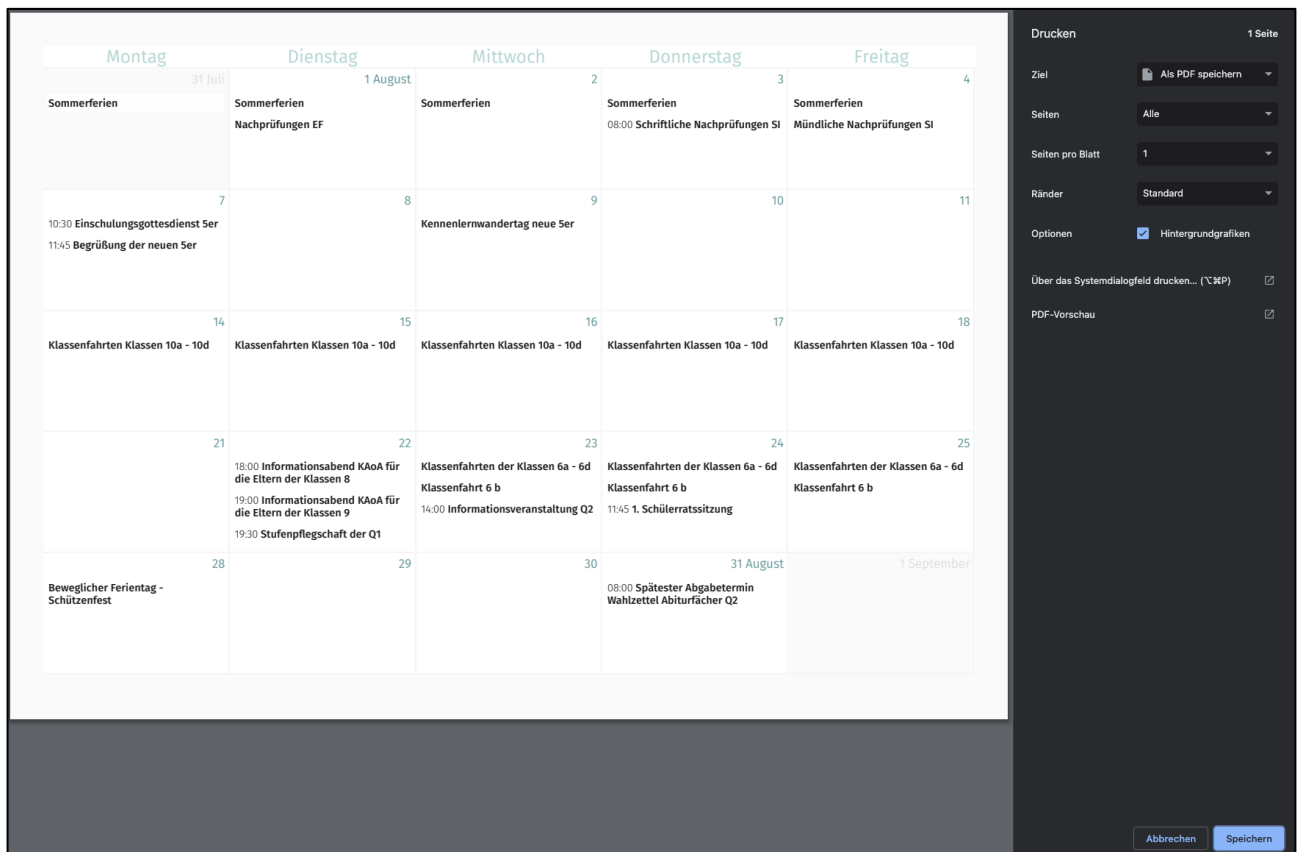 Montag Dienstag Mittwoch Donnerstag Freitag
31 Juli 1 August 2 3 4
Sommerferien
Sommerferien
Nachprüfungen EF
Sommerferien
Sommerferien
08:00 Schriftliche Nachprüfungen SI
Sommerferien
Mündliche Nachprüfungen SI
7 8 9 10 11
10:30 Einschulungsgottesdienst 5er
11:45 Begrüßung der neuen 5er
Kennenlernwandertag neue 5er
14 15 16 17 18
Klassenfahrten Klassen 10a - 10d
Klassenfahrten Klassen 10a - 10d
Klassenfahrten Klassen 10a - 10d
Klassenfahrten Klassen 10a - 10d
Klassenfahrten Klassen 10a - 10d
21 22 23 24 25
18:00 Informationsabend KAoA für
die Eltern der Klassen 8
19:00 Informationsabend KAoA für
die Eltern der Klassen 9
19:30 Stufenpflegschaft der Q1
Klassenfahrten der Klassen 6a - 6d
Klassenfahrt 6 b
14:00 Informationsveranstaltung Q2
Klassenfahrten der Klassen 6a - 6d
Klassenfahrt 6 b
11:45 1. Schülerratssitzung
Klassenfahrten der Klassen 6a - 6d
Klassenfahrt 6 b
28 29 30 31 August 1 September
Beweglicher Ferientag -
Schützenfest
08:00 Spätester Abgabetermin
Wahlzettel Abiturfächer Q2
Drucken 1 Seite
Ziel Als PDF speichern
Seiten Alle
Seiten pro Blatt 1
Ränder Standard
Optionen Hintergrundgrafiken
Über das Systemdialogfeld drucken... (⌥⌘P)
PDF-Vorschau
Abbrechen Speichern